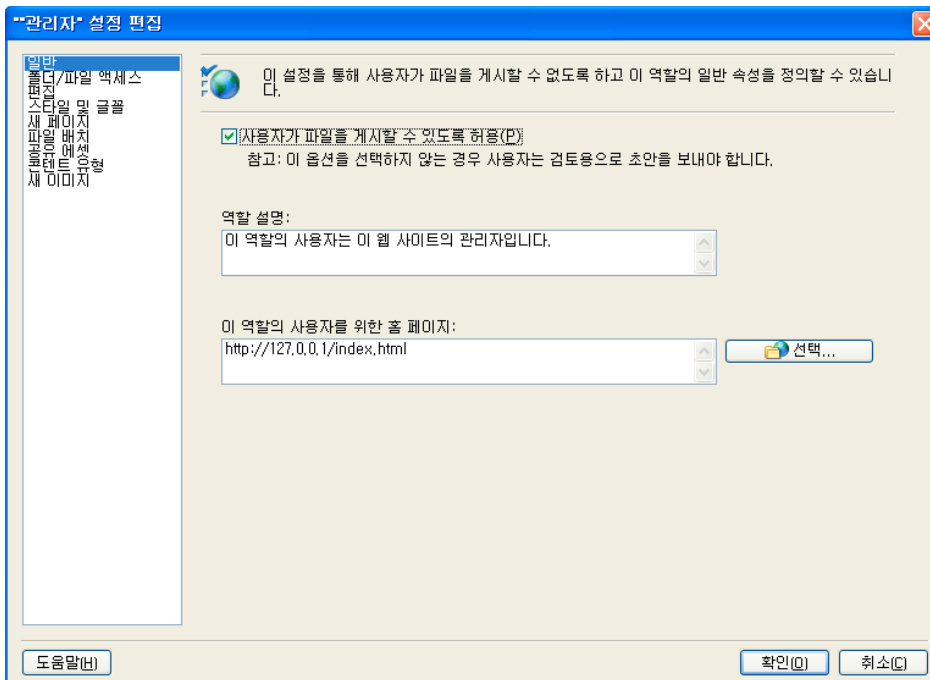 ""관리자" 설정 편집
일반
폴더/파일 액세스
편집
스타일 및 글꼴
새 페이지
파일 배치
공유 에셋
콘텐트 유형
새 이미지
이 설정을 통해 사용자가 파일을 게시할 수 없도록 하고 이 역할의 일반 속성을 정의할 수 있습니
다.
사용자가 파일을 게시할 수 있도록 허용(P)
참고: 이 옵션을 선택하지 않는 경우 사용자는 검토용으로 초안을 보내야 합니다.
역할 설명:
이 역할의 사용자는 이 웹 사이트의 관리자입니다.
이 역할의 사용자를 위한 홈 페이지:
http://127.0.0.1/index.html
선택...
도움말(H)
확인(O)
취소(C)